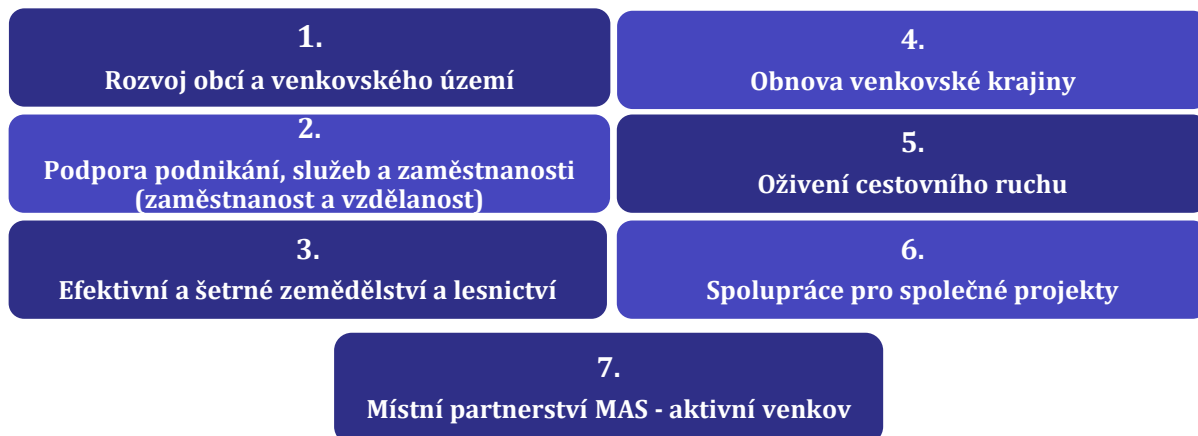 1.
Rozvoj obcí a venkovského území
2.
Podpora podnikání, služeb a zaměstnanosti
(zaměstnanost a vzdělanost)
3.
Efektivní a šetrné zemědělství a lesnictví
4.
Obnova venkovské krajiny
5.
Oživení cestovního ruchu
6.
Spolupráce pro společné projekty
7.
Místní partnerství MAS - aktivní venkov